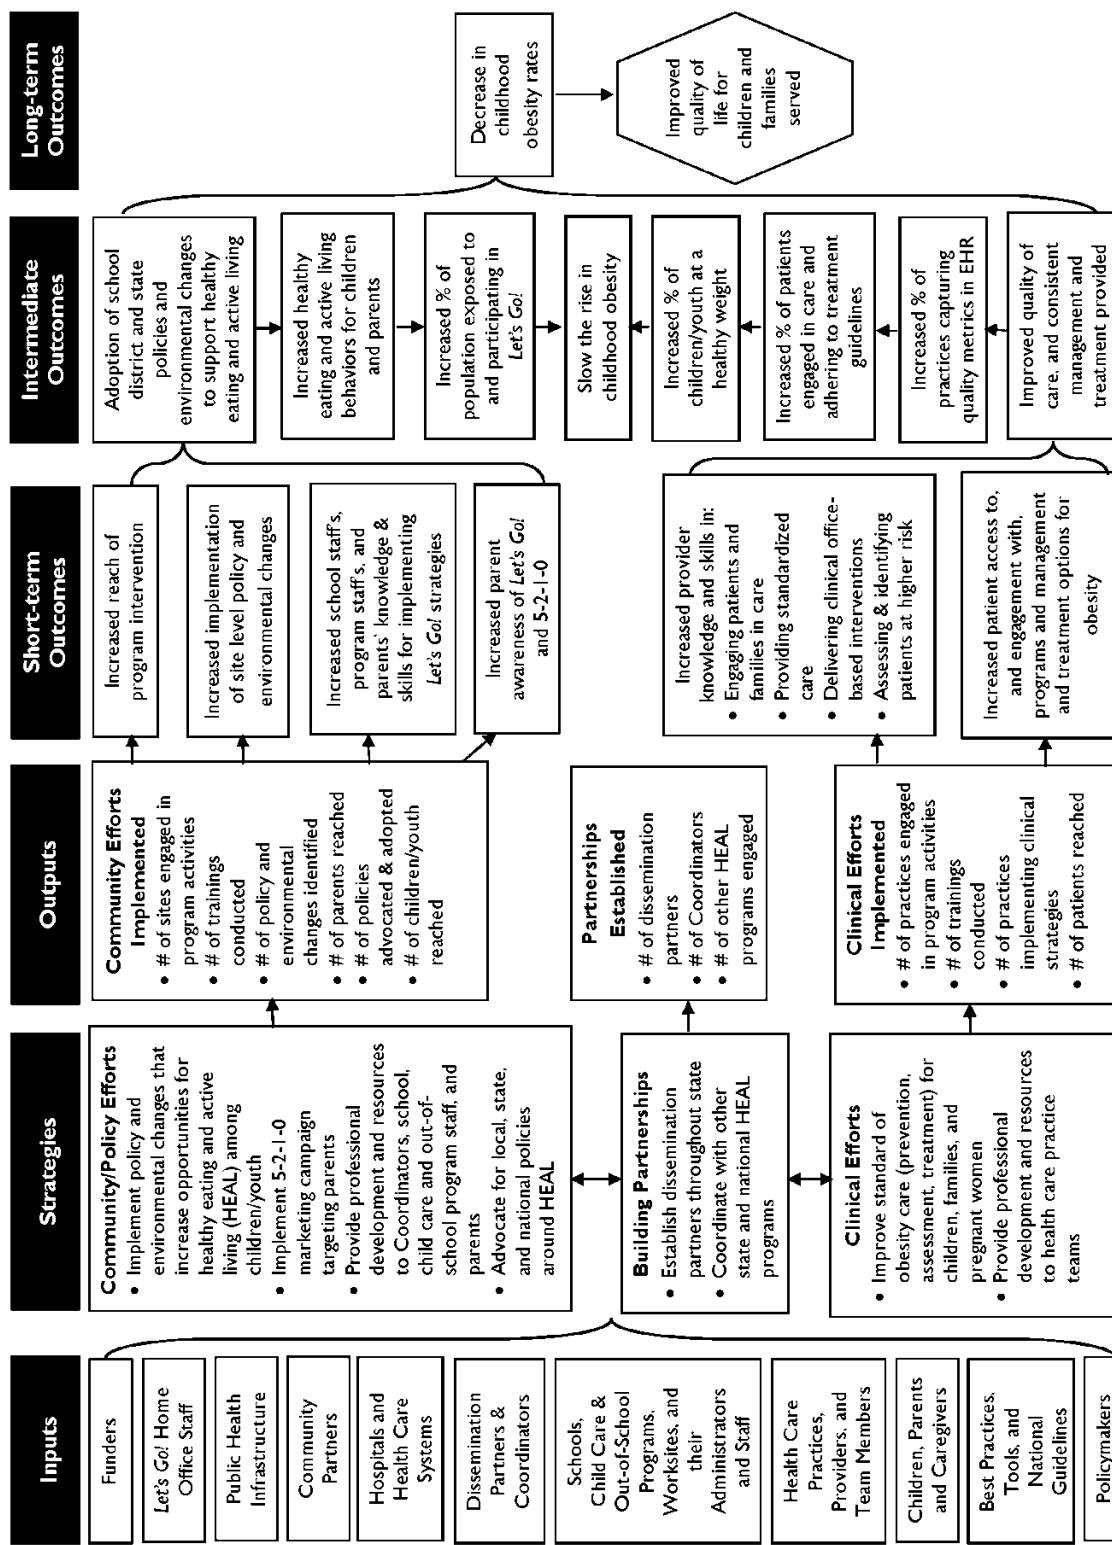 Inputs
Funders
Let's Go! Home
Office Staff
Public Health
Infrastructure
Community
Partners
Hospitals and
Health Care
Systems
Dissemination
Partners &
Coordinators
Schools,
Child Care &
Out-of-School
Programs,
Worksites, and
their
Administrators
and Staff
Health Care
Practices,
Providers, and
Team Members
Children, Parents
and Caregivers
Best Practices,
Tools, and
National
Guidelines
Policymakers
Strategies
Community/Policy Efforts
• Implement policy and
environmental changes that
increase opportunities for
healthy eating and active
living (HEAL) among
children/youth
• Implement 5-2-1-0
marketing campaign
targeting parents
• Provide professional
development and resources
to Coordinators, school,
child care and out-of-
school program staff, and
parents
• Advocate for local, state,
and national policies
around HEAL
Building Partnerships
• Establish dissemination
partners throughout state
• Coordinate with other
state and national HEAL
programs
Clinical Efforts
• Improve standard of
obesity care (prevention,
assessment, treatment) for
children, families, and
pregnant women
• Provide professional
development and resources
to health care practice
teams
Outputs
Community Efforts
Implemented
• # of sites engaged in
program activities
• # of trainings
conducted
• # of policy and
environmental
changes identified
• # of parents reached
• # of policies
advocated & adopted
• # of children/youth
reached
Partnerships
Established
• # of dissemination
partners
• # of Coordinators
• # of other HEAL
programs engaged
Clinical Efforts
Implemented
• # of practices engaged
in program activities
• # of trainings
conducted
• # of practices
implementing clinical
strategies
• # of patients reached
Short-term
Outcomes
Increased reach of
program intervention
Increased implementation
of site level policy and
environmental changes
Increased school staff's,
program staff's, and
parents' knowledge &
skills for implementing
Let's Go! strategies
Increased parent
awareness of Let's Go!
and 5-2-1-0
Increased provider
knowledge and skills in:
• Engaging patients and
families in care
• Providing standardized
care
• Delivering clinical office-
based interventions
• Assessing & identifying
patients at higher risk
Increased patient access to,
and engagement with,
programs and management
and treatment options for
obesity
Intermediate
Outcomes
Adoption of school
district and state
policies and
environmental changes
to support healthy
eating and active living
Increased healthy
eating and active living
behaviors for children
and parents
Increased % of
population exposed to
and participating in
Let's Go!
Slow the rise in
childhood obesity
Increased % of
children/youth at a
healthy weight
Increased % of patients
engaged in care and
adhering to treatment
guidelines
Increased % of
practices capturing
quality metrics in EHR
Improved quality of
care, and consistent
management and
treatment provided
Long-term
Outcomes
Decrease in
childhood
obesity rates
Improved
quality of
life for
children and
families
served